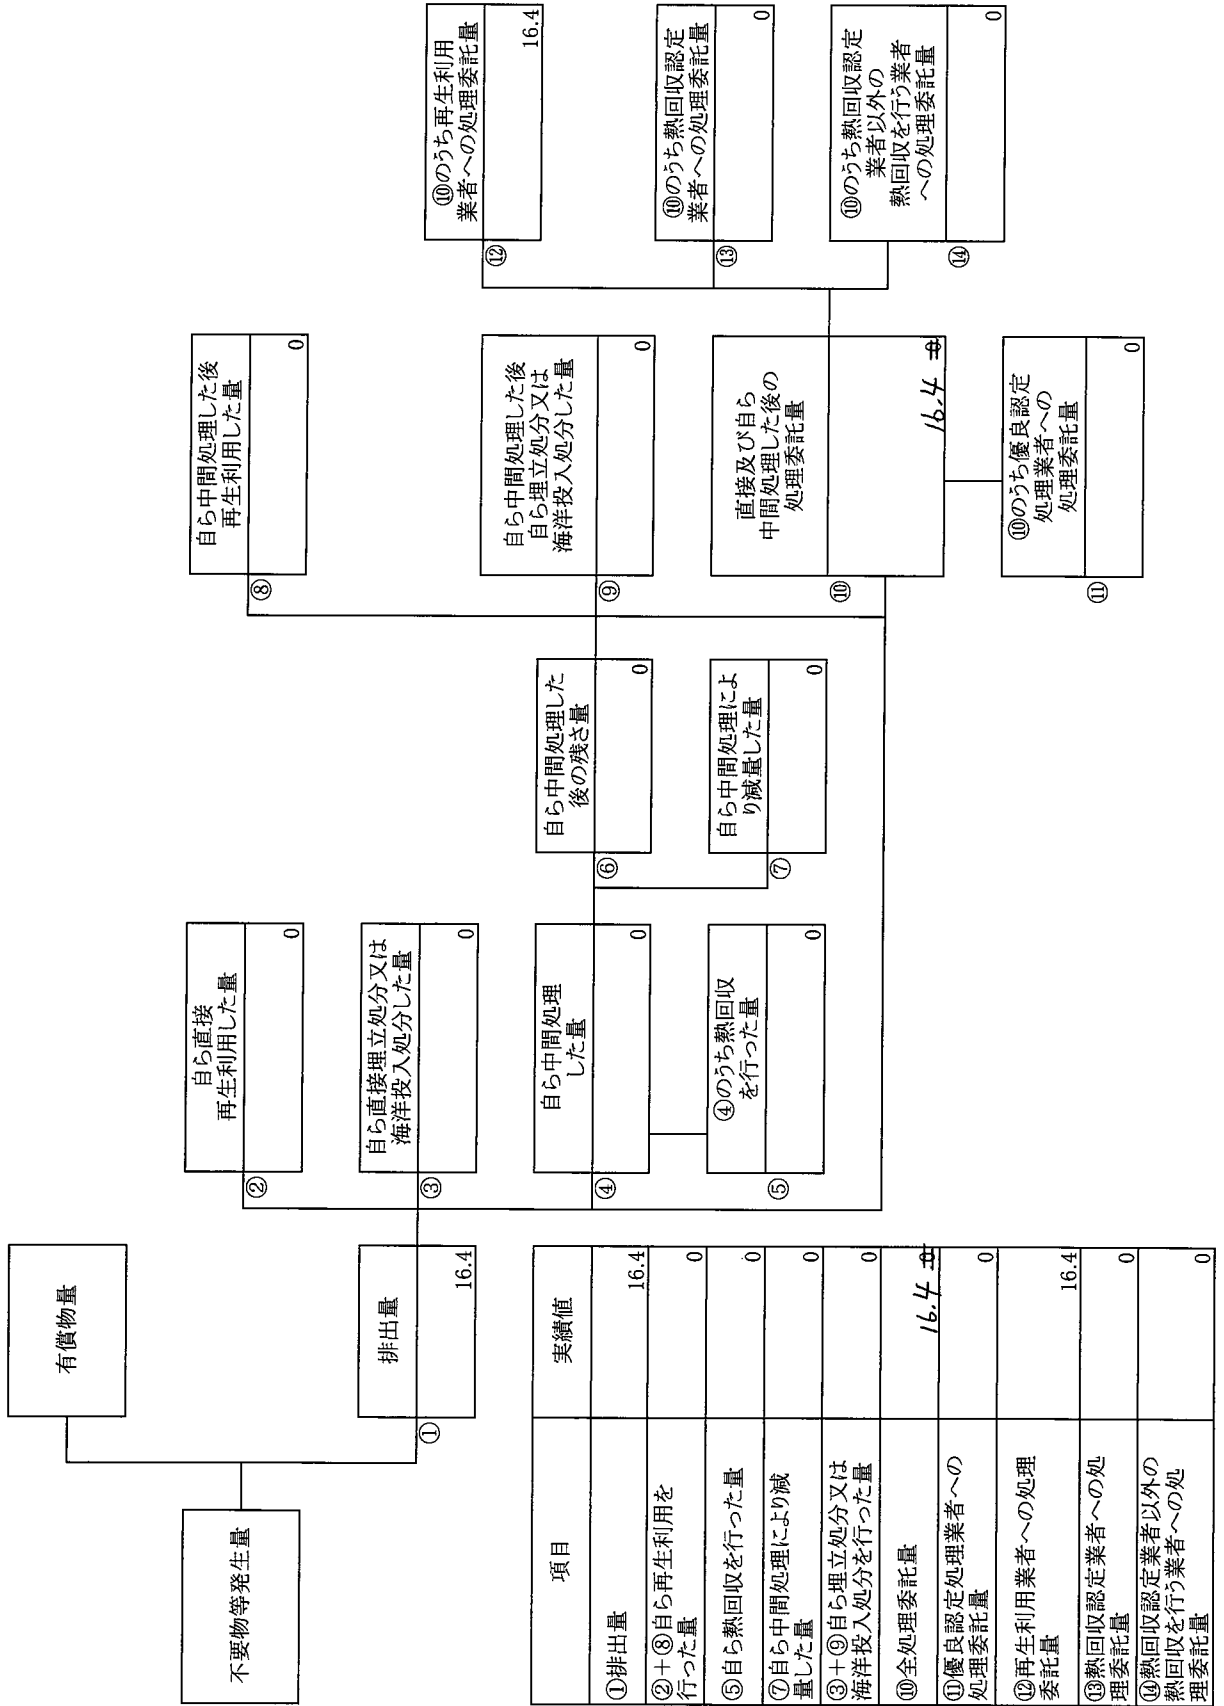 有償物量
不要物等発生量
排出量
①
16.4
自ら直接
再生利用した量
②
0
自ら直接埋立処分又は
海洋投入処分した量
③
0
自ら中間処理
した量
④
0
④のうち熱回収
を行った量
⑤
0
自ら中間処理した
後の残さ量
⑥
0
自ら中間処理によ
り減量した量
⑦
0
自ら中間処理した後
再生利用した量
⑧
0
自ら中間処理した後
自ら埋立処分又は
海洋投入処分した量
⑨
0
直接及び自ら
中間処理した後の
処理委託量
⑩
16.4 0
⑩のうち優良認定
処理業者への
処理委託量
⑪
0
⑩のうち再生利用
業者への処理委託量
⑫
16.4
⑩のうち熱回収認定
業者への処理委託量
⑬
0
⑩のうち熱回収認定
業者以外の
熱回収を行う業者
への処理委託量
⑭
0
項目 実績値
①排出量 16.4
②+⑧自ら再生利用を
行った量 0
⑤自ら熱回収を行った量 0
⑦自ら中間処理により減
量した量 0
③+⑨自ら埋立処分又は
海洋投入処分を行った量 0
⑩全処理委託量 16.4 0
⑪優良認定処理業者への
処理委託量 0
⑫再生利用業者への処理
委託量 16.4
⑬熱回収認定業者への処
理委託量 0
⑭熱回収認定業者以外の
熱回収を行う業者への処
理委託量 0